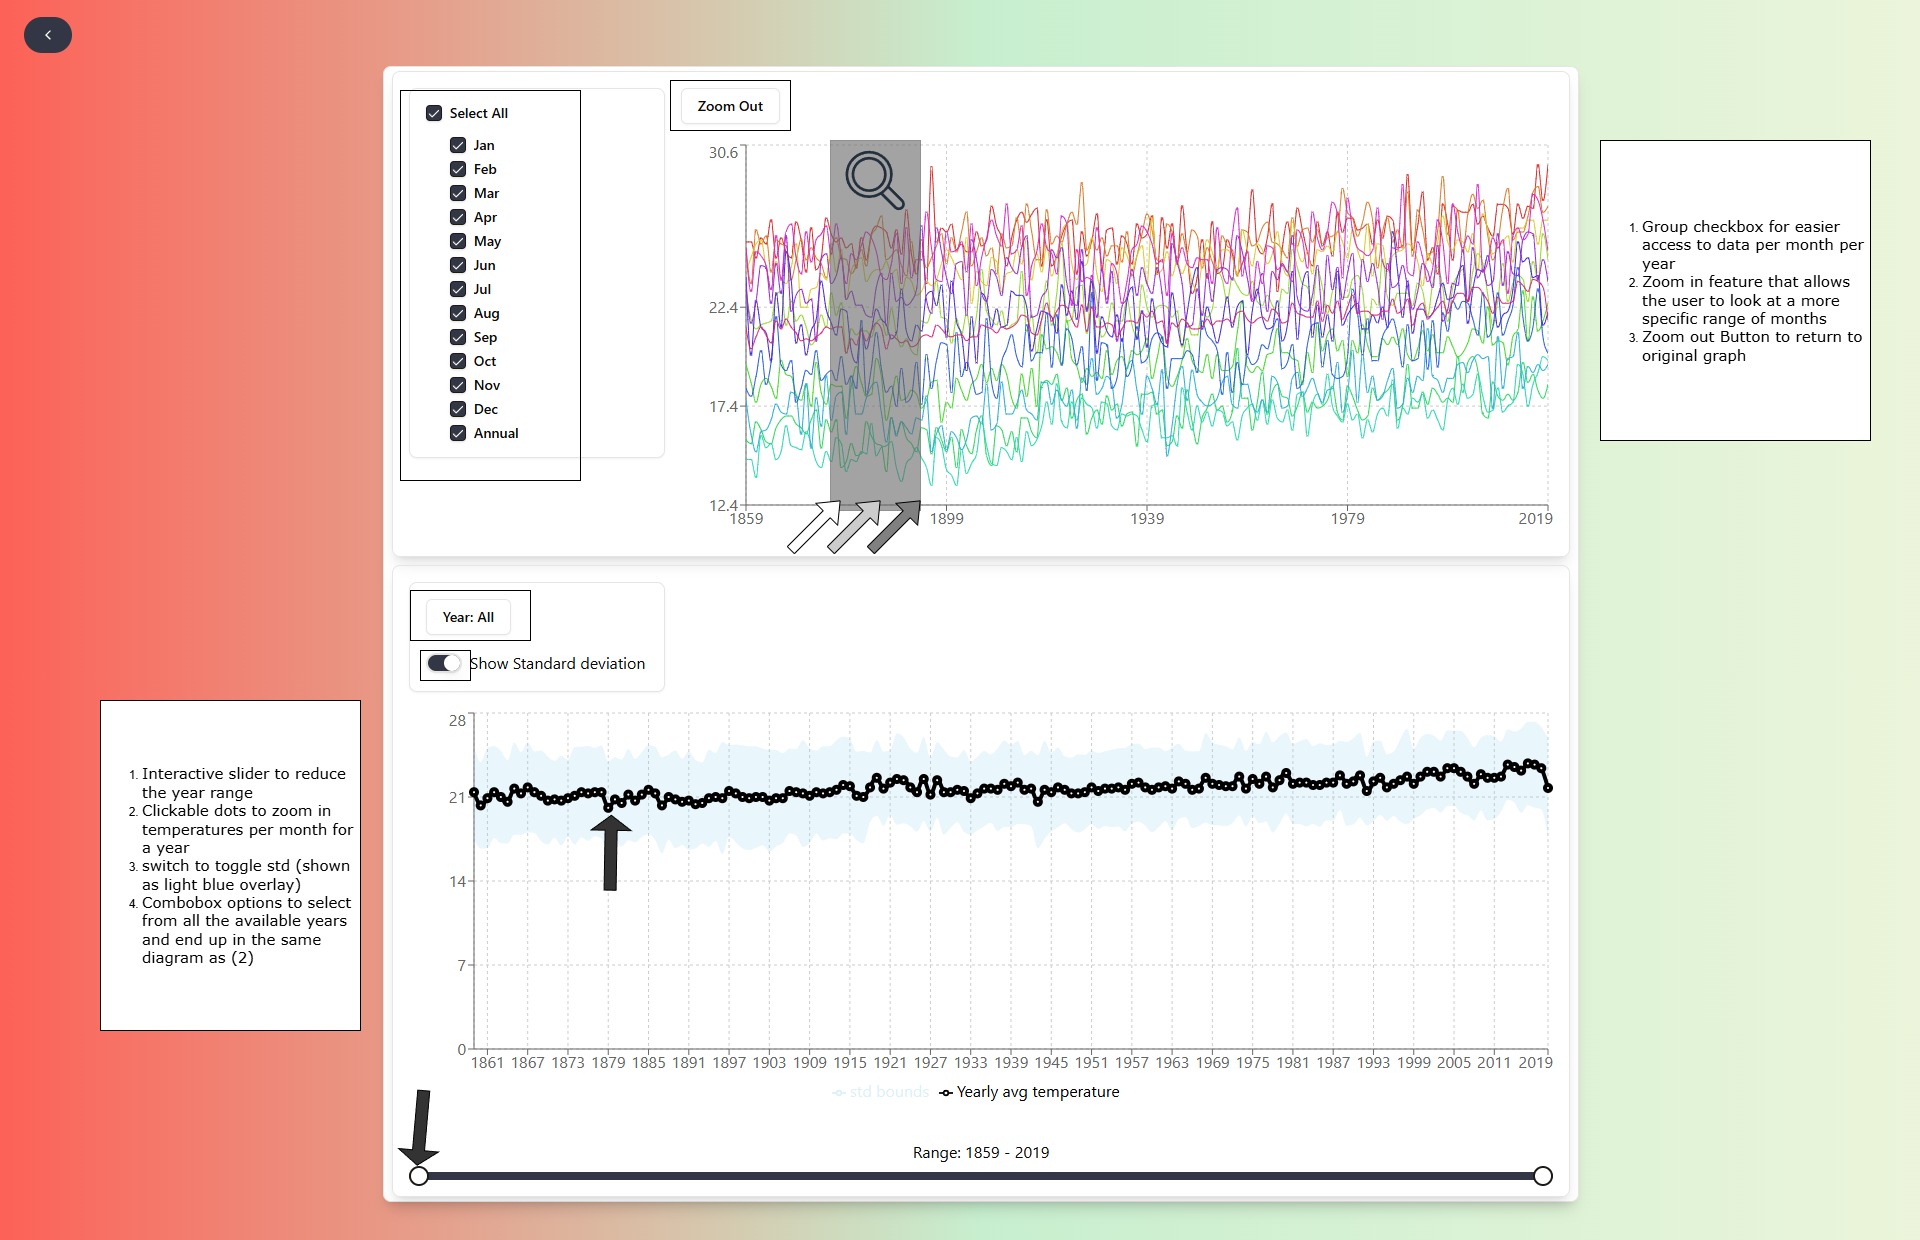 Select All
Jan
Feb
Mar
Apr
May
Jun
Jul
Aug
Sep
Oct
Nov
Dec
Annual
Zoom Out
30.6
22.4
17.4
12.4
1859 1899 1939 1979 2019
1. Group checkbox for easier
access to data per month per
year
2. Zoom in feature that allows
the user to look at a more
specific range of months
3. Zoom out Button to return to
original graph
Year: All
Show Standard deviation
1. Interactive slider to reduce
the year range
2. Clickable dots to zoom in
temperatures per month for
a year
3. switch to toggle std (shown
as light blue overlay)
4. Combobox options to select
from all the available years
and end up in the same
diagram as (2)
28
21
14
7
0
1861 1867 1873 1879 1885 1891 1897 1903 1909 1915 1921 1927 1933 1939 1945 1951 1957 1963 1969 1975 1981 1987 1993 1999 2005 2011 2019
std bounds Yearly avg temperature
Range: 1859 - 2019